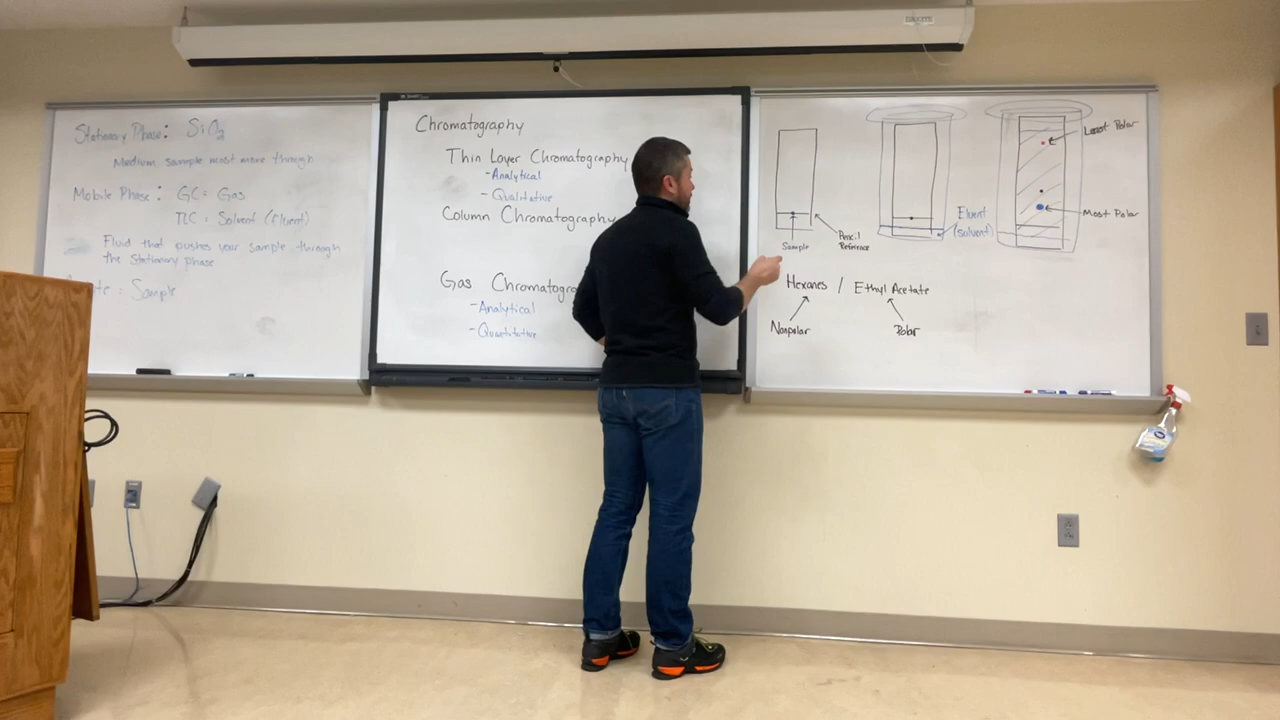 Stationary Phase: SiO2
Medium sample most move through
Mobile Phase: GC: Gas
TLC: Solvent (Eluent)
Fluid that pushes your sample through
the stationary phase
: Sample
Chromatography
Thin Layer Chromatography
-Analytical
-Qualitative
Column Chromatography
Gas
-Analytical
-Quantitative
Sample
Pencil
Reference
Eluent
(solvent)
Least Polar
Most Polar
Hexanes / Ethyl Acetate
Nonpolar
Polar